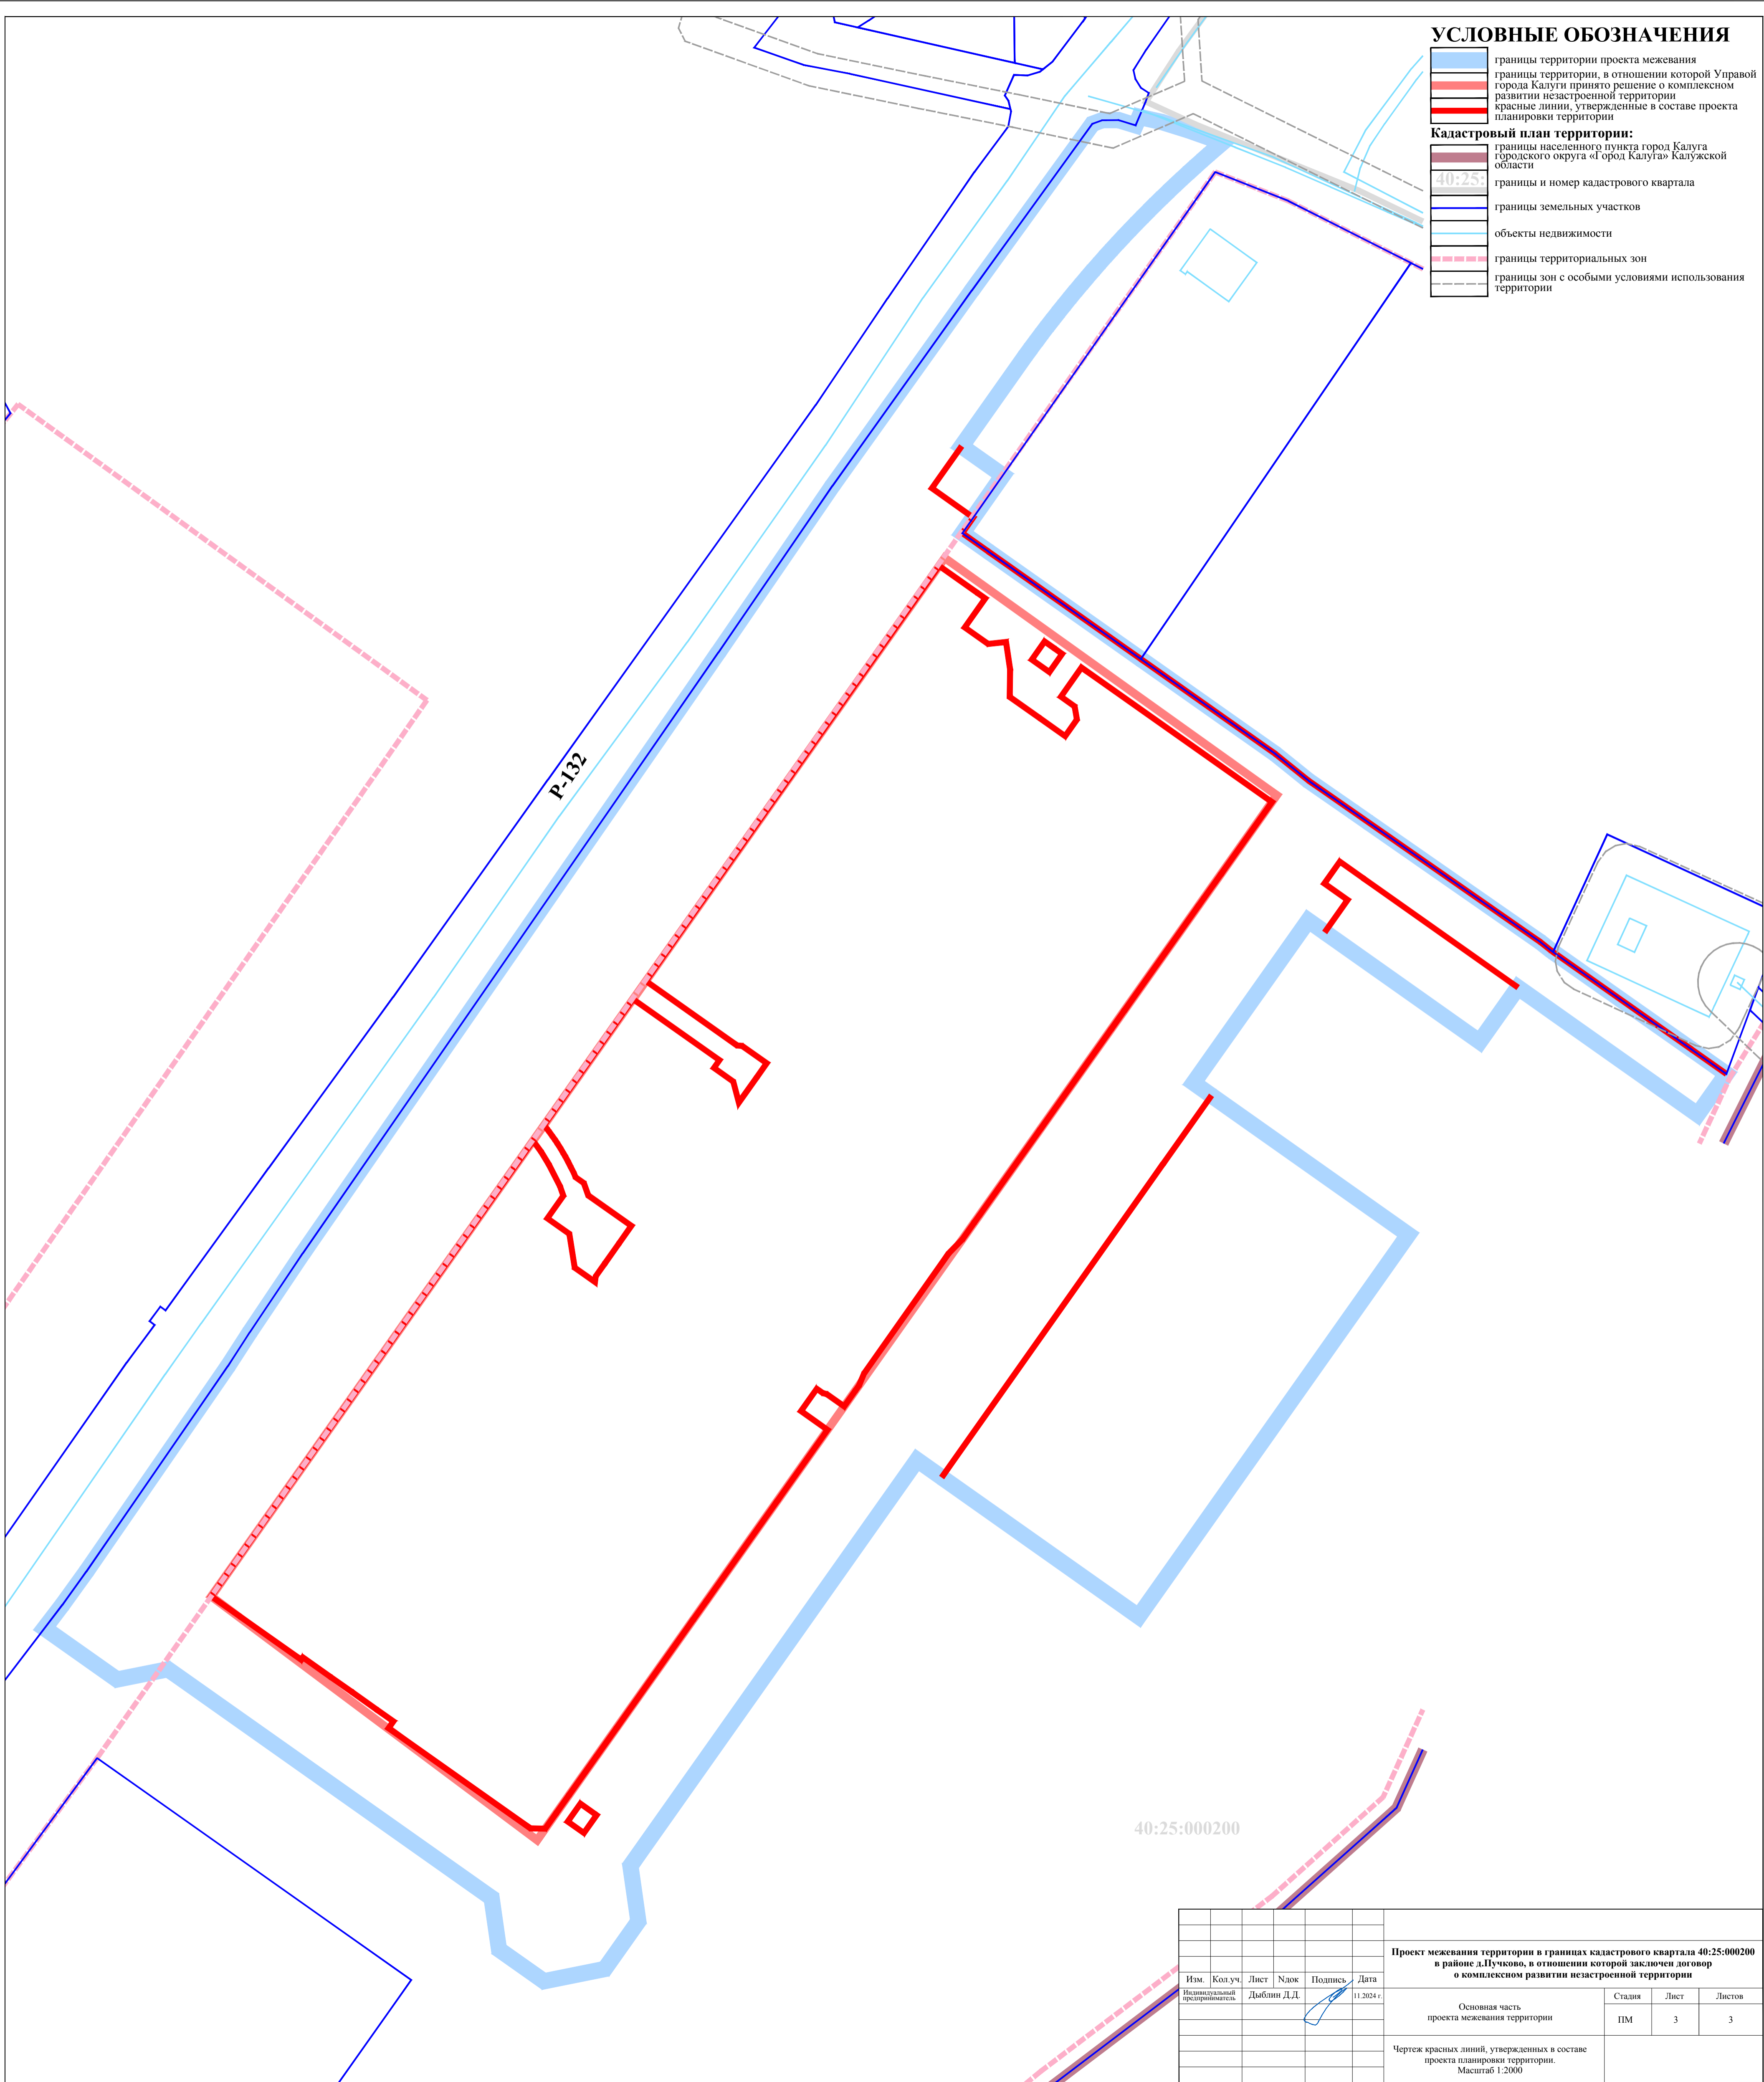 УСЛОВНЫЕ ОБОЗНАЧЕНИЯ
границы территории проекта межевания
границы территории, в отношении которой Управой
города Калуги принято решение о комплексном
развитии незастроенной территории
красные линии, утвержденные в составе проекта
планировки территории
Кадастровый план территории:
границы населенного пункта город Калуга
городского округа «Город Калуга» Калужской
области
40:25:
границы и номер кадастрового квартала
границы земельных участков
объекты недвижимости
границы территориальных зон
границы зон с особыми условиями использования
территории
Р-132
40:25:000200
Проект межевания территории в границах кадастрового квартала 40:25:000200
в районе д.Пучково, в отношении которой заключен договор
о комплексном развитии незастроенной территории
Изм. Кол.уч. Лист Nдок Подпись Дата
Индивидуальный
предприниматель
Дыблин Д.Д.
11.2024 г.
Основная часть
проекта межевания территории
Стадия Лист Листов
ПМ 3 3
Чертеж красных линий, утвержденных в составе
проекта планировки территории.
Масштаб 1:2000